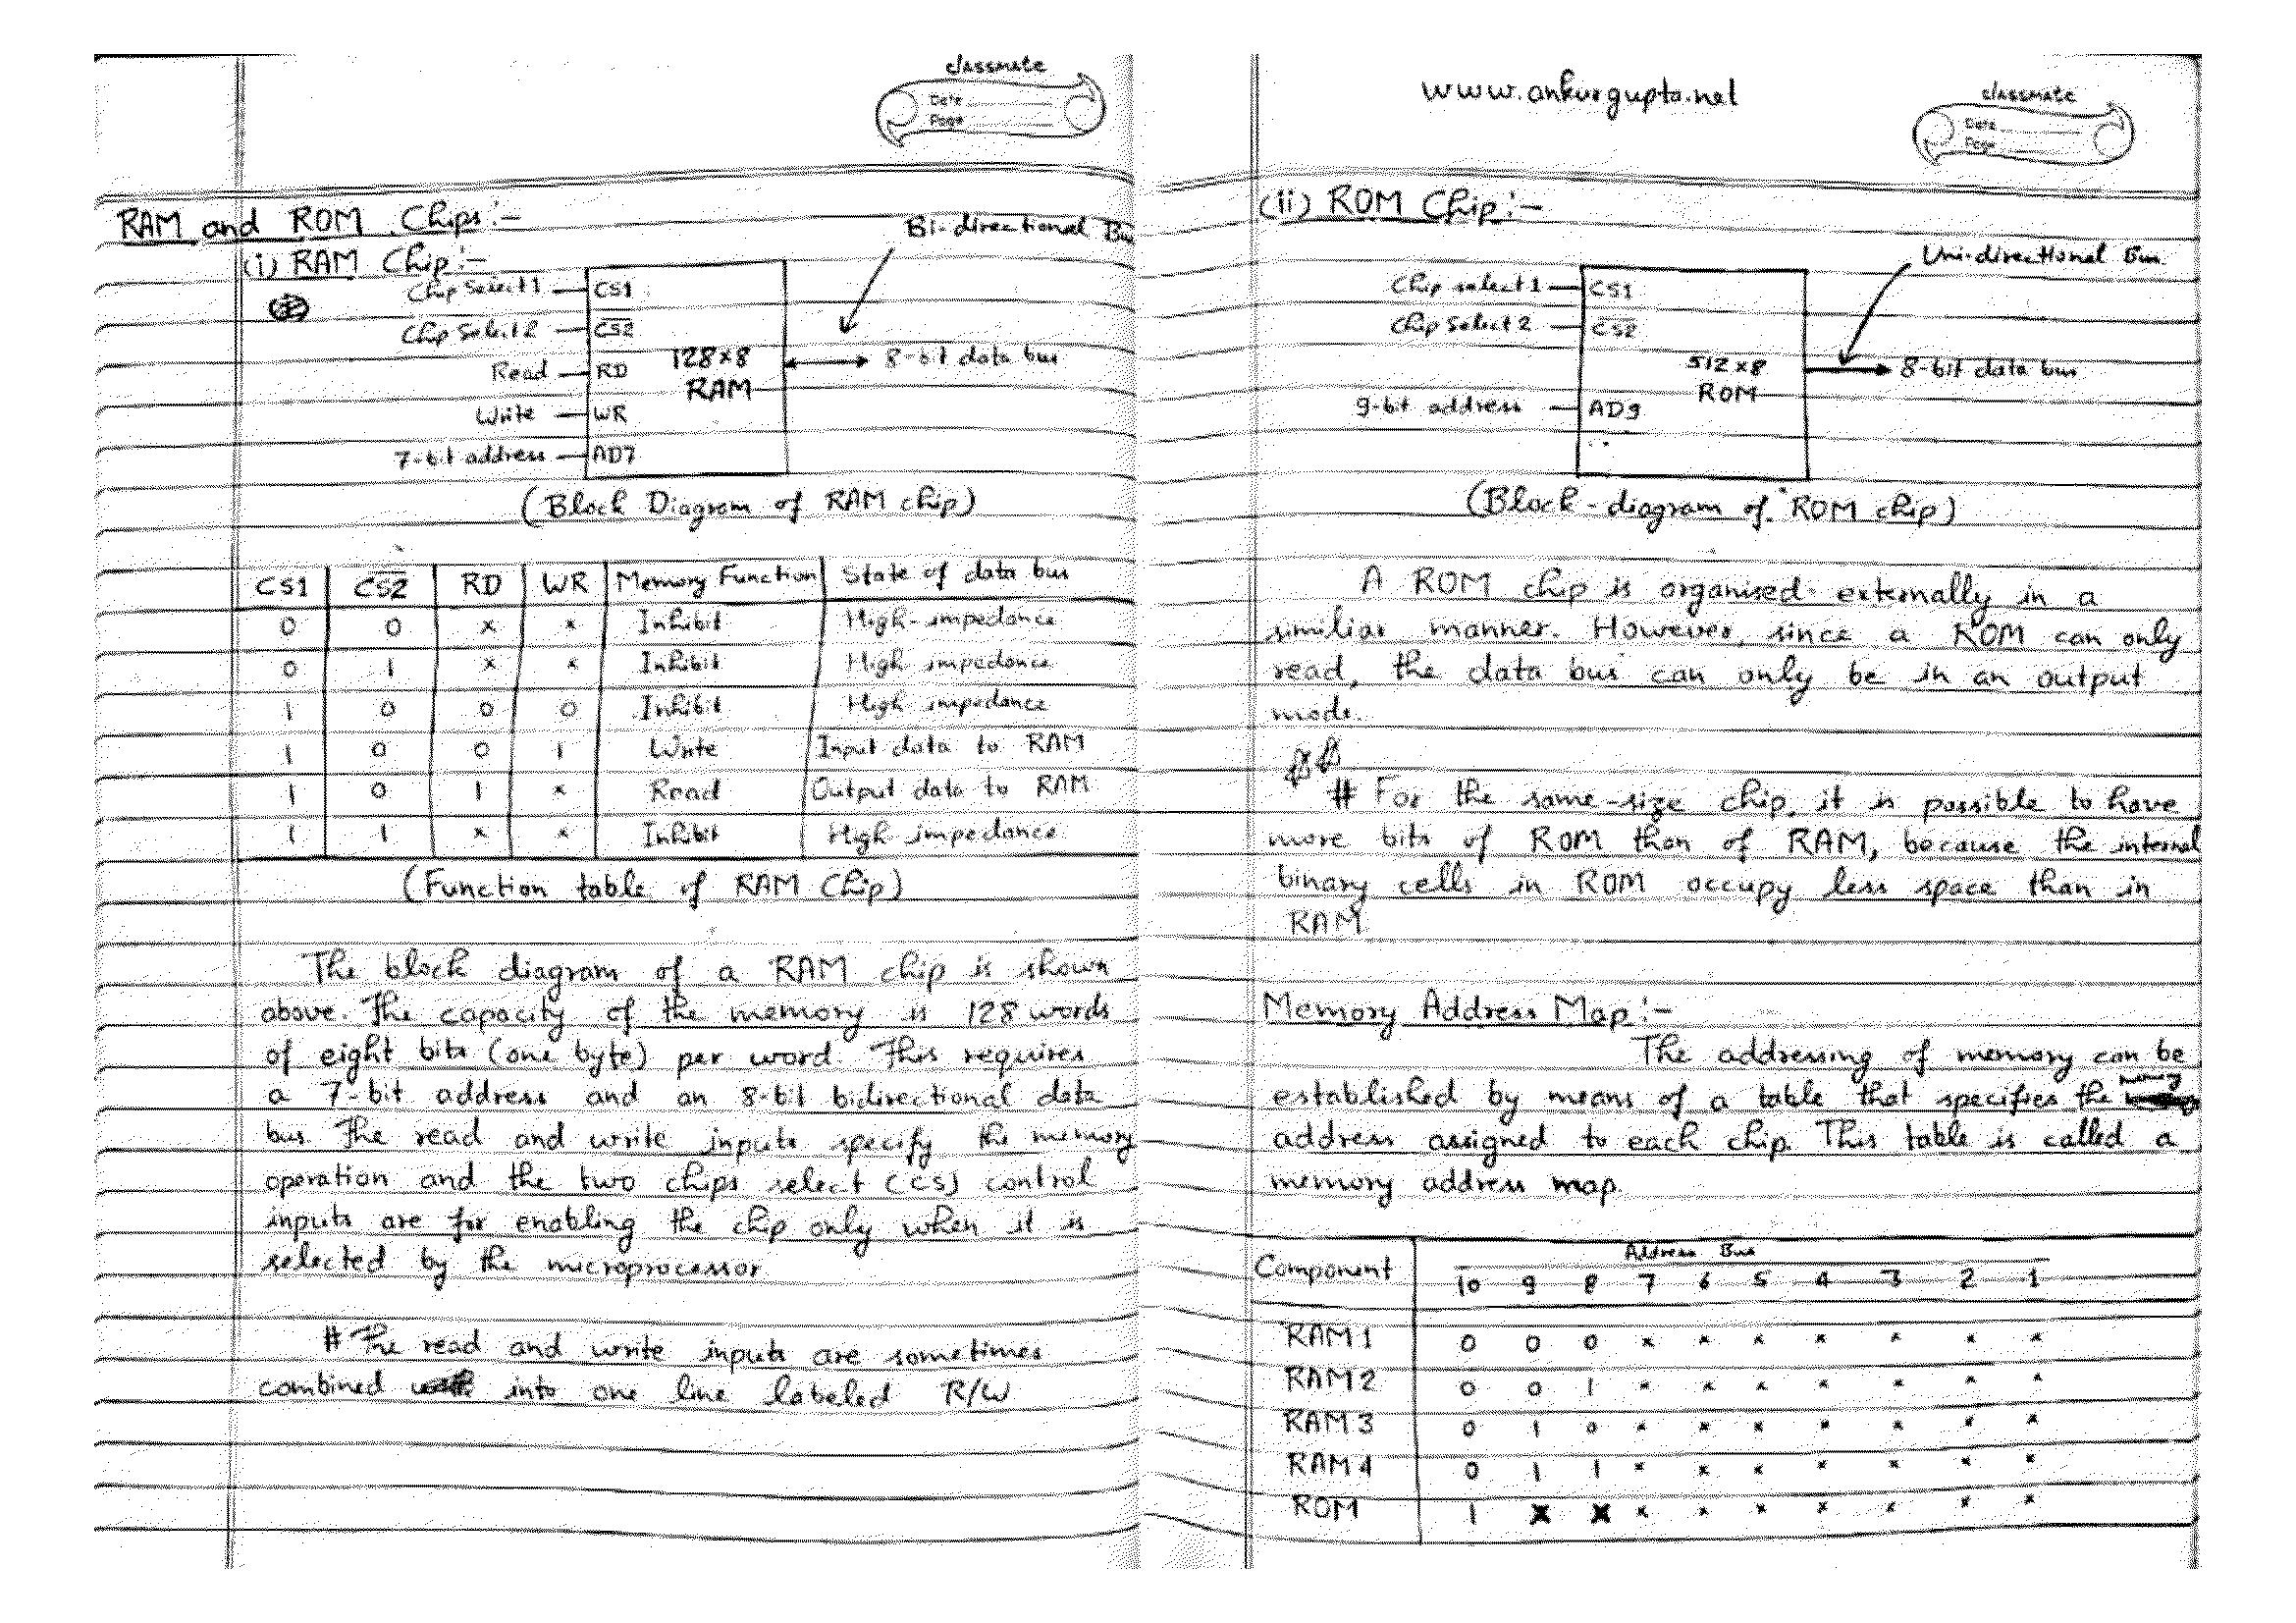 classmate
Date
Page
RAM and ROM Chips:-
(i) RAM Chip:-
Bi-directional Bus
Chip Select 1
CS1
Chip Select 2
C̅S̅2̅
Read
RD
128×8
RAM
8-bit data bus
Write
WR
7-bit address
AD7
(Block Diagram of RAM chip)
CS1 C̅S̅2̅ RD WR Memory Function State of data bus
0 0 x x Inhibit High-impedance
0 1 x x Inhibit High impedance
1 0 0 0 Inhibit High impedance
1 0 0 1 Write Input data to RAM
1 0 1 x Read Output data to RAM
1 1 x x Inhibit High impedance
(Function table of RAM Chip)
The block diagram of a RAM chip is shown
above. The capacity of the memory is 128 words
of eight bits (one byte) per word. This requires
a 7-bit address and an 8-bit bidirectional data
bus. The read and write inputs specify the memory
operation and the two chips select (CS) control
inputs are for enabling the chip only when it is
selected by the microprocessor.
# The read and write inputs are sometimes
combined into one line labeled R/W
www.ankurgupta.net
classmate
Date
Page
(ii) ROM Chip:-
Uni-directional Bus
Chip select 1
CS1
Chip Select 2
C̅S̅2̅
512×8
ROM
8-bit data bus
9-bit address
AD9
(Block-diagram of ROM chip)
A ROM chip is organised externally in a
similiar manner. However, since a ROM can only
read, the data bus can only be in an output
mode.
# For the same-size chip, it is possible to have
more bits of ROM than of RAM, because the internal
binary cells in ROM occupy less space than in
RAM.
Memory Address Map:-
The addressing of memory can be
established by means of a table that specifies the memory
address assigned to each chip. This table is called a
memory address map.
Component Address Bus
10 9 8 7 6 5 4 3 2 1
RAM 1 0 0 0 x x x x x x x
RAM 2 0 0 1 x x x x x x x
RAM 3 0 1 0 x x x x x x x
RAM 4 0 1 1 x x x x x x x
ROM 1 x x x x x x x x x